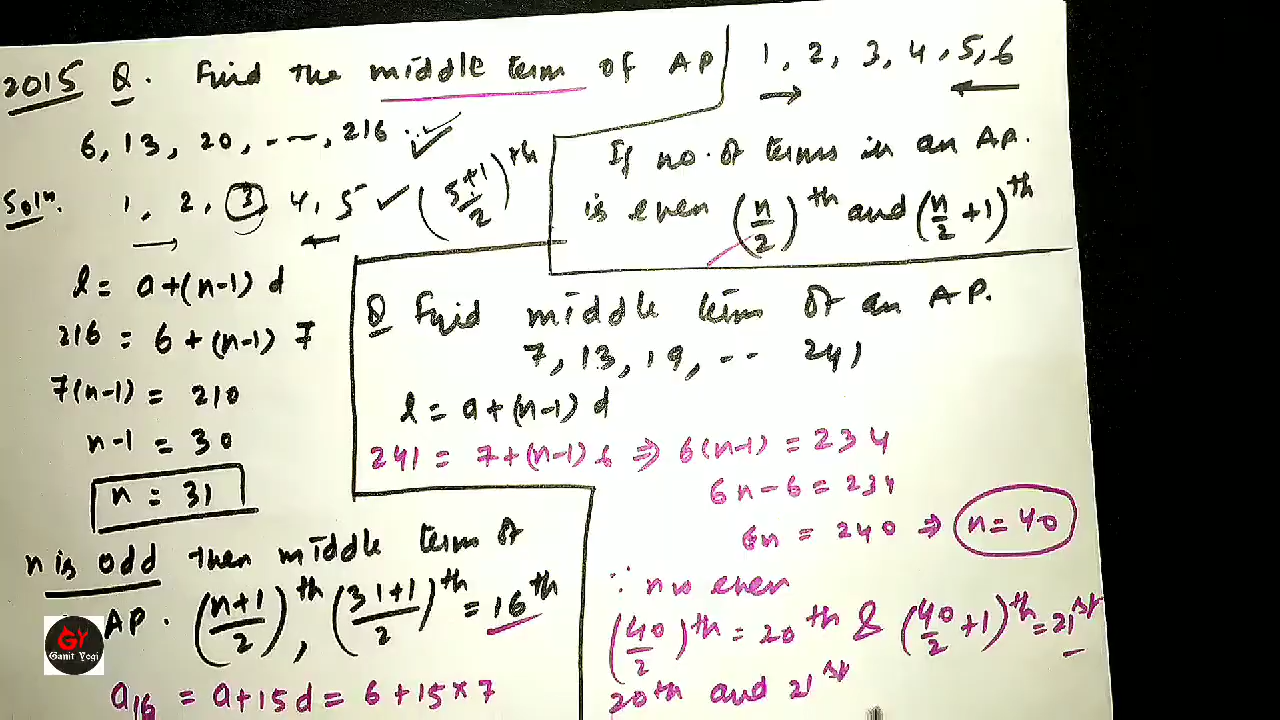 2015 Q. Find the middle term of AP
6, 13, 20, ---, 216
Soln. 1, 2, 3, 4, 5 ✓ (5+1/2)th
l = a+(n-1) d
216 = 6 + (n-1) 7
7(n-1) = 210
n-1 = 30
n = 31
n is odd then middle term of
AP. (n+1/2)th, (31+1/2)th = 16th
a16 = a+15d = 6+15×7
1, 2, 3, 4, 5, 6
If no. of terms in an AP.
is even (n/2)th and (n/2 +1)th
Q Find middle term of an AP.
7, 13, 19, -- 241
l = a+(n-1) d
241 = 7+(n-1) 6 ⇒ 6(n-1) = 234
6n-6 = 234
6n = 240 ⇒ n = 40
∵ n is even
(40/2)th = 20th & (40/2 +1)th = 21st
20th and 21st
GY
Ganit Yogi